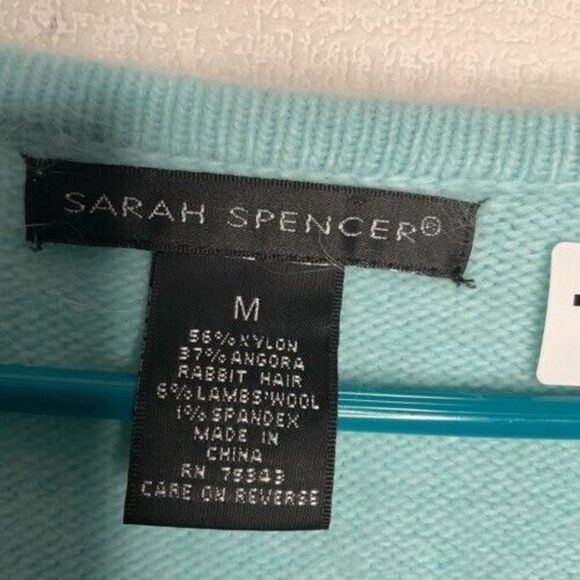 SARAH SPENCER®
M
56% NYLON
37% ANGORA
RABBIT HAIR
6% LAMBS'WOOL
1% SPANDEX
MADE IN
CHINA
RN 75343
CARE ON REVERSE